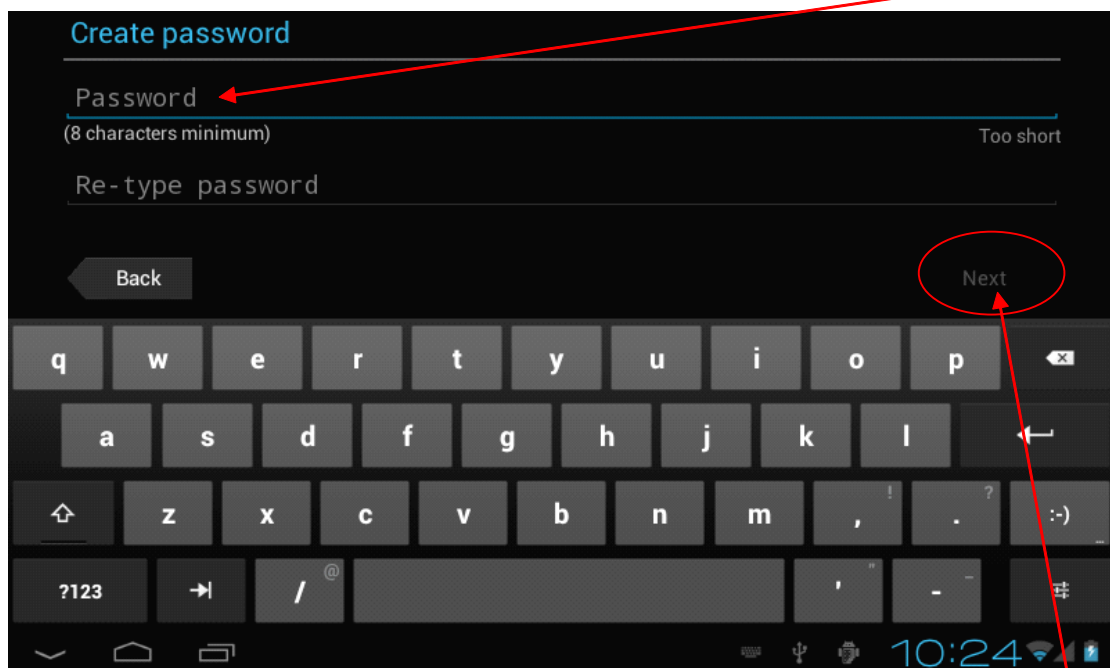 Create password
Password
(8 characters minimum) Too short
Re-type password
Back Next
q w e r t y u i o p
a s d f g h j k l
z x c v b n m , ! . ? :-) ...
?123 / @ ' " - _
10:24